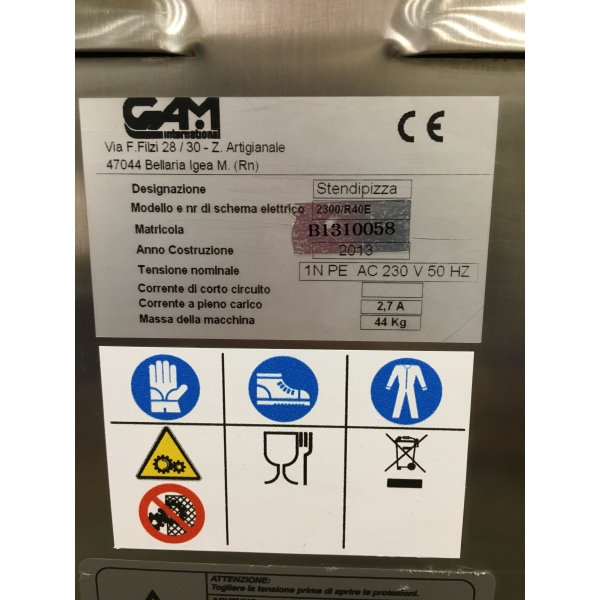 GAM
international
CE
Via F.Filzi 28 / 30 - Z. Artigianale
47044 Bellaria Igea M. (Rn)
Designazione Stendipizza
Modello e nr di schema elettrico 2300/R40E
Matricola B1310058
Anno Costruzione 2013
Tensione nominale 1N PE AC 230 V 50 HZ
Corrente di corto circuito
Corrente a pieno carico 2,7 A
Massa della macchina 44 Kg
ATTENZIONE:
Togliere la tensione prima di aprire le protezioni.